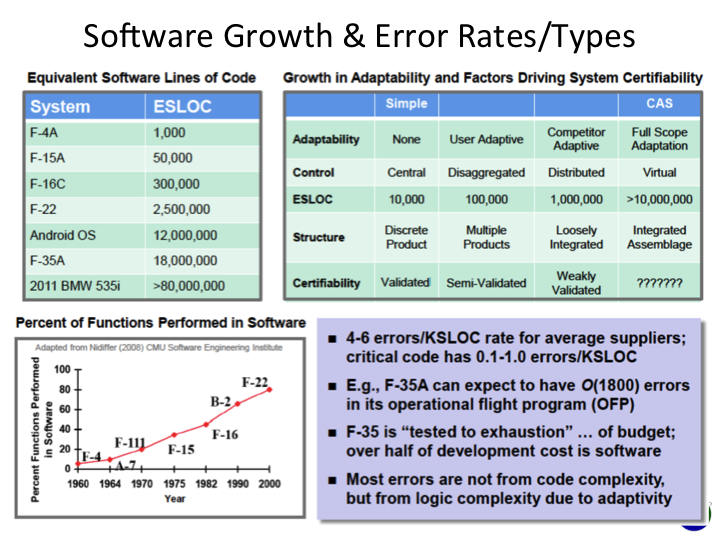 Software Growth & Error Rates/Types
Equivalent Software Lines of Code
System ESLOC
F-4A 1,000
F-15A 50,000
F-16C 300,000
F-22 2,500,000
Android OS 12,000,000
F-35A 18,000,000
2011 BMW 535i >80,000,000
Growth in Adaptability and Factors Driving System Certifiability
Simple CAS
Adaptability None User Adaptive Competitor Adaptive Full Scope Adaptation
Control Central Disaggregated Distributed Virtual
ESLOC 10,000 100,000 1,000,000 >10,000,000
Structure Discrete Product Multiple Products Loosely Integrated Integrated Assemblage
Certifiability Validated Semi-Validated Weakly Validated ???????
Percent of Functions Performed in Software
Adapted from Nidiffer (2008) CMU Software Engineering Institute
Percent Functions Performed
in Software
100
80
60
40
20
0
F-4
A-7
F-111
F-15
F-16
B-2
F-22
1960 1964 1970 1975 1982 1990 2000
Year
■ 4-6 errors/KSLOC rate for average suppliers;
critical code has 0.1-1.0 errors/KSLOC
■ E.g., F-35A can expect to have O(1800) errors
in its operational flight program (OFP)
■ F-35 is “tested to exhaustion” … of budget;
over half of development cost is software
■ Most errors are not from code complexity,
but from logic complexity due to adaptivity